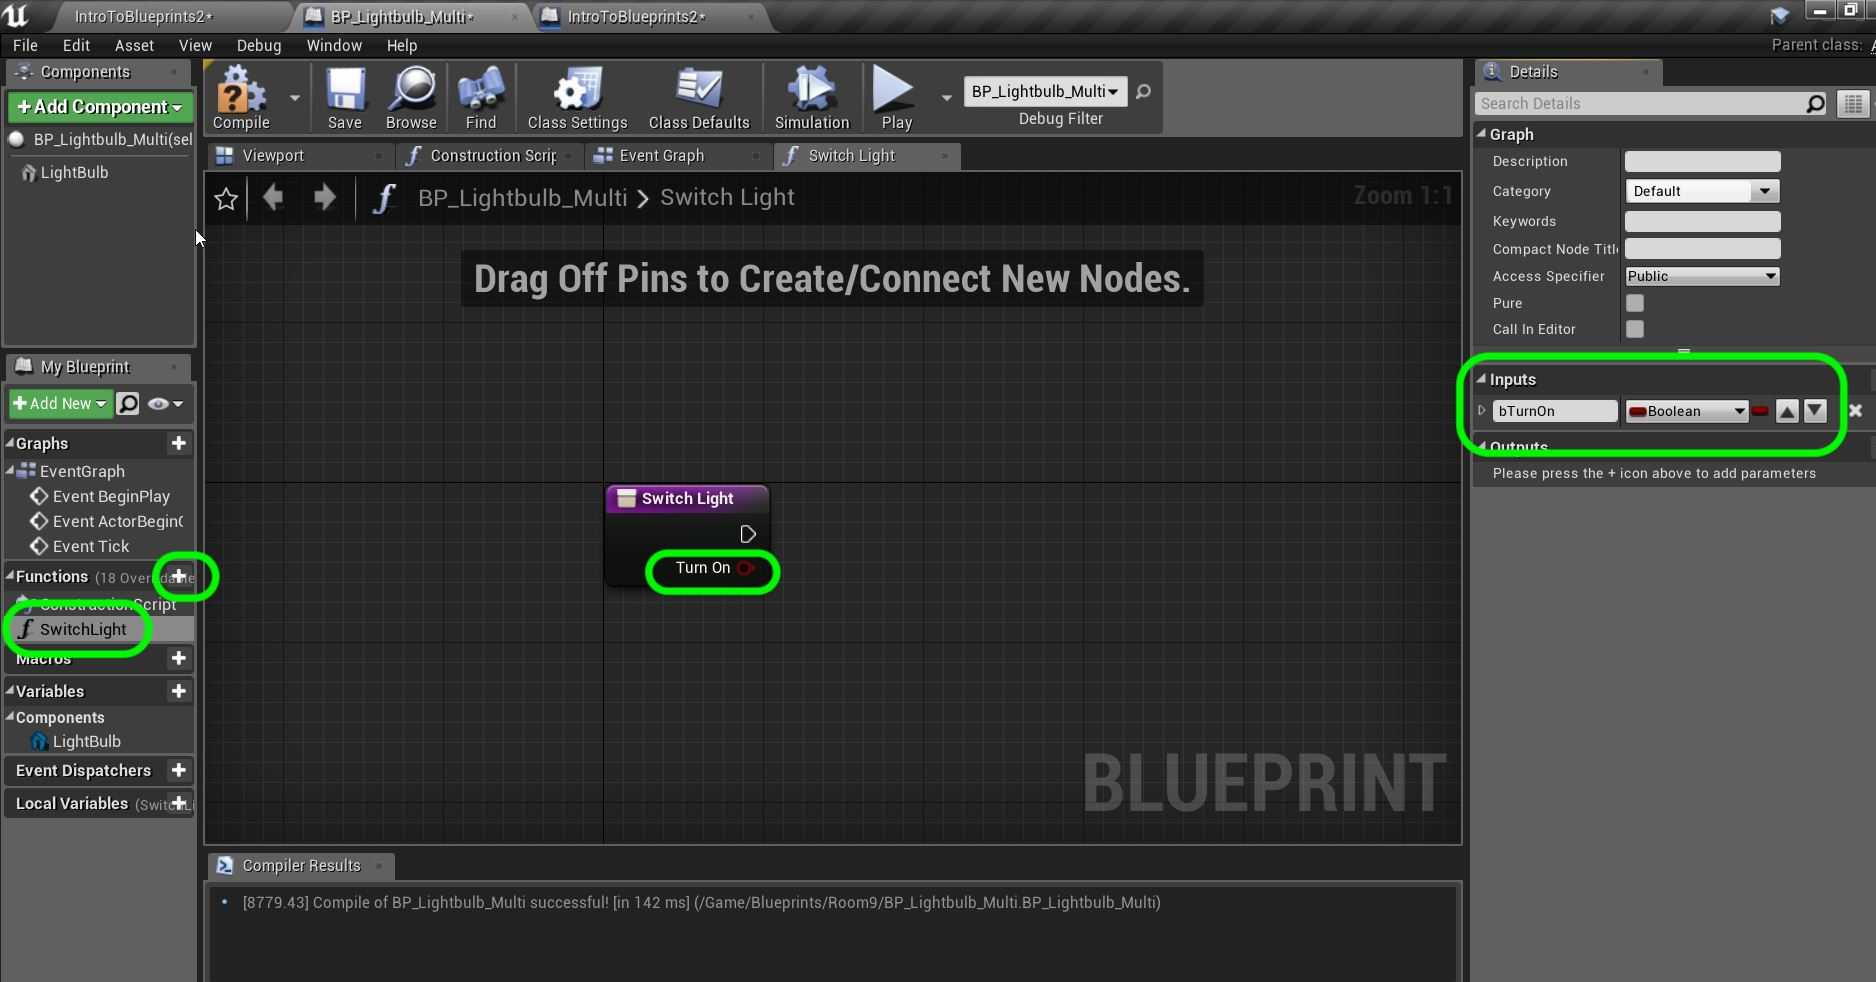 IntroToBlueprints2*
BP_Lightbulb_Multi*
IntroToBlueprints2*
File Edit Asset View Debug Window Help
Parent class:
Components
Add Component
BP_Lightbulb_Multi(sel
LightBulb
Compile Save Browse Find Class Settings Class Defaults Simulation Play
BP_Lightbulb_Multi
Debug Filter
Viewport
Construction Scrip
Event Graph
Switch Light
BP_Lightbulb_Multi > Switch Light
Zoom 1:1
Drag Off Pins to Create/Connect New Nodes.
Switch Light
Turn On
BLUEPRINT
My Blueprint
Add New
Graphs
EventGraph
Event BeginPlay
Event ActorBegin
Event Tick
Functions (18 Overridable
ConstructionScript
SwitchLight
Macros
Variables
Components
LightBulb
Event Dispatchers
Local Variables (SwitchLi
Compiler Results
[8779.43] Compile of BP_Lightbulb_Multi successful! [in 142 ms] (/Game/Blueprints/Room9/BP_Lightbulb_Multi.BP_Lightbulb_Multi)
Details
Search Details
Graph
Description
Category Default
Keywords
Compact Node Titl
Access Specifier Public
Pure
Call In Editor
Inputs
bTurnOn Boolean
Outputs
Please press the + icon above to add parameters